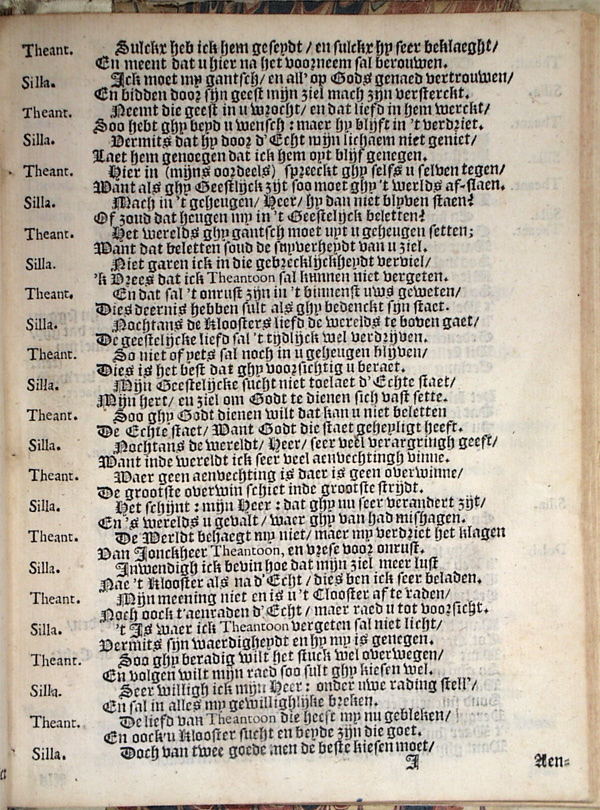 Theant. Sulckx heb ick hem geseydt / en sulckx hy seer beklaeght/
En meent dat u hier na het voorneem sal berouwen.
Silla. Ick moet my gantsch / en all' op Gods genaed vertrouwen/
En bidden door sijn geest mijn ziel mach zijn versterckt.
Theant. Neemt die geest in u wrocht / en dat liefd in hem werckt/
Soo hebt ghy beyd u wensch : maer hy blijft in 't verdriet.
Silla. Vermits dat hy door d'Echt mijn lichaem niet geniet/
Laet hem genoegen dat ick hem oyt blijf genegen.
Theant. Hier in (mijns oordeels) spreeckt ghy selfs u selven tegen/
Want als ghy Geestlijck zijt soo moet ghy 't werlds af-staen.
Silla. Mach in 't geheugen / Heer / hy dan niet blyven staen?
Of zoud dat heugen my in 't Geestelijck beletten?
Theant. Het werelds ghy gantsch moet uyt u geheugen setten;
Want dat beletten soud de suyverheydt van u ziel.
Silla. Niet garen ick in die gebrecklijckheydt verviel/
'k Vrees dat ick Theantoon sal kunnen niet vergeten.
Theant. En dat sal 't onrust zijn in 't binnenst uws geweten/
Dies deernis hebben sult als ghy bedenckt sijn staet.
Silla. Nochtans de Kloosters liefd de werelds te boven gaet/
De geestelijcke liefd sal 't tijdlijck wel verdrijven.
Theant. So niet of yets sal noch in u geheugen blijven/
Dies is het best dat ghy voorsichtig u beraet.
Silla. Mijn Geestelijcke sucht niet toelaet d'Echte staet/
Mijn hert / en ziel om Godt te dienen sich vast sette.
Theant. Soo ghy Godt dienen wilt dat kan u niet beletten
De Echte staet / Want Godt die staet geheyligt heeft.
Silla. Nochtans de wereldt / Heer / seer veel verargringh geeft/
Want inde wereldt ick seer veel aenvechtingh vinne.
Theant. Waer geen aenvechting is daer is geen overwinne/
De grootste overwin schiet inde grootste strijdt.
Silla. Het schijnt : mijn Heer : dat ghy nu seer verandert zijt/
En 's werelds u gevalt / waer ghy van had mishagen.
Theant. De Werldt behaegt my niet / maer my verdriet het klagen
Van Jonckheer Theantoon, en vrese voor onrust.
Silla. Inwendigh ick bevin hoe dat mijn ziel meer lust
Nae 't Klooster als na d'Echt / dies ben ick seer beladen.
Theant. Mijn meening niet en is u 't Clooster af te raden/
Noch oock t'aenraden d'Echt / maer raed u tot voorsicht.
Silla. 't Is waer ick Theantoon vergeten sal niet licht/
Vermits sijn waerdigheydt en hy my is genegen.
Theant. Soo ghy beradig wilt het stuck wel overwegen/
En volgen wilt mijn raed soo sult ghy kiesen wel.
Silla. Seer willigh ick mijn Heer : onder uwe rading stell'/
En sal in alles my gewillighlijke breken.
Theant. De liefd van Theantoon die heeft my nu gebleken/
En oock u Klooster sucht en beyde zijn die goet.
Silla. Doch van twee goede men de beste kiesen moet/
I Aen=